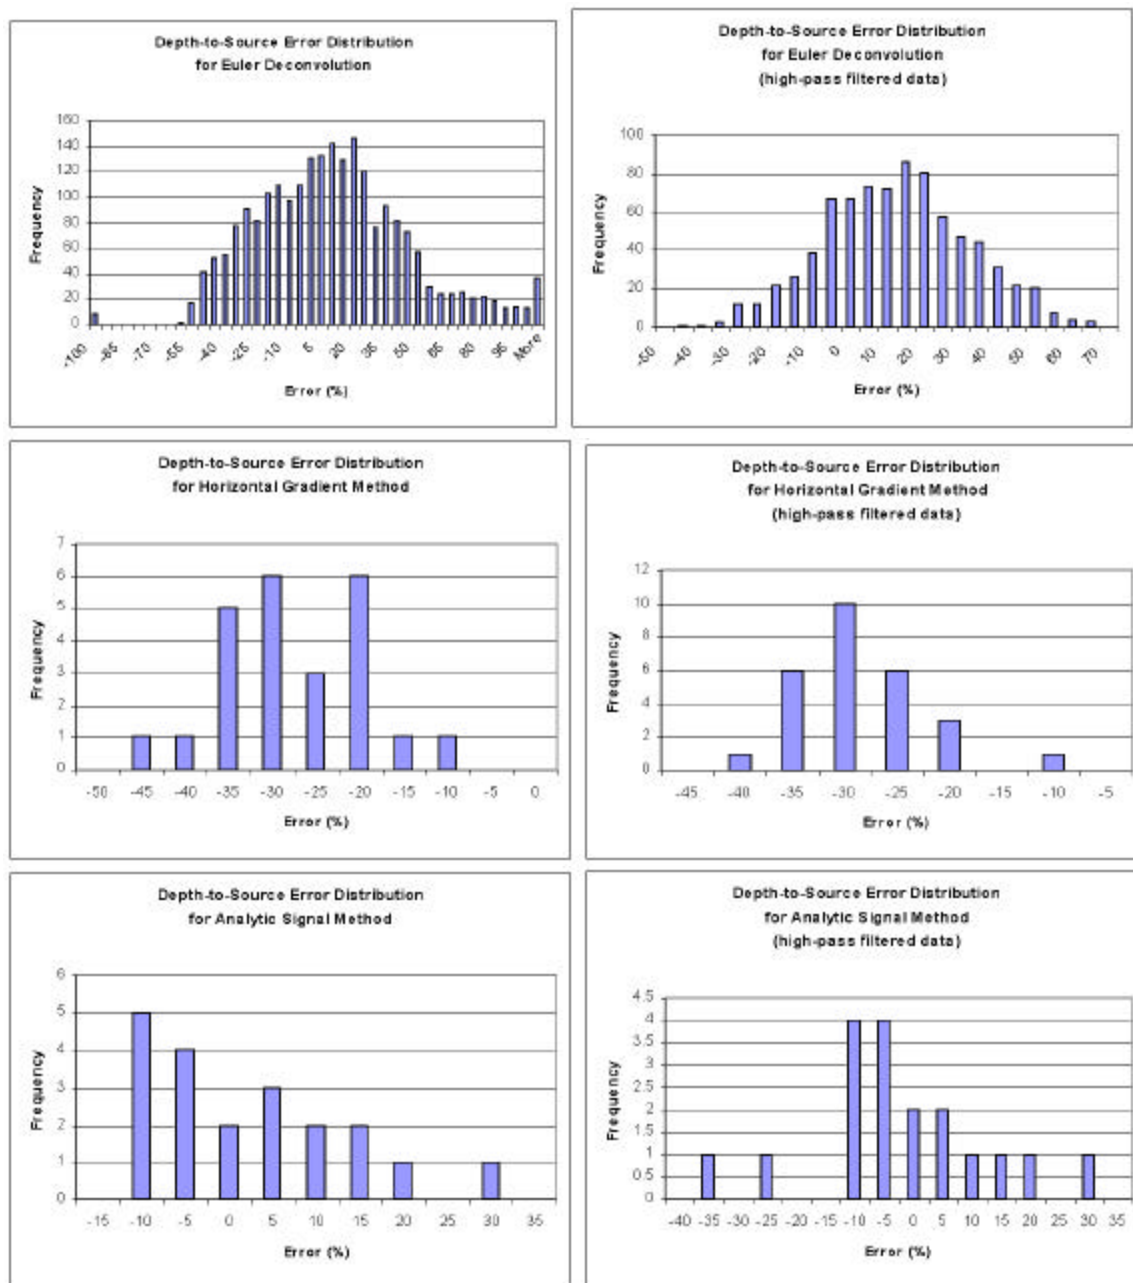 Depth-to-Source Error Distribution
for Euler Deconvolution
160
140
120
100
80
60
40
20
0
Frequency
-100 -85 -70 -55 -40 -25 -10 5 20 35 50 65 80 95 More
Error (%)
Depth-to-Source Error Distribution
for Euler Deconvolution
(high-pass filtered data)
100
80
60
40
20
0
Frequency
-50 -40 -30 -20 -10 0 10 20 30 40 50 60 70
Error (%)
Depth-to-Source Error Distribution
for Horizontal Gradient Method
7
6
5
4
3
2
1
0
Frequency
-50 -45 -40 -35 -30 -25 -20 -15 -10 -5 0
Error (%)
Depth-to-Source Error Distribution
for Horizontal Gradient Method
(high-pass filtered data)
12
10
8
6
4
2
0
Frequency
-45 -40 -35 -30 -25 -20 -15 -10 -5
Error (%)
Depth-to-Source Error Distribution
for Analytic Signal Method
6
5
4
3
2
1
0
Frequency
-15 -10 -5 0 5 10 15 20 25 30 35
Error (%)
Depth-to-Source Error Distribution
for Analytic Signal Method
(high-pass filtered data)
4.5
4
3.5
3
2.5
2
1.5
1
0.5
0
Frequency
-40 -35 -30 -25 -20 -15 -10 -5 0 5 10 15 20 25 30 35
Error (%)